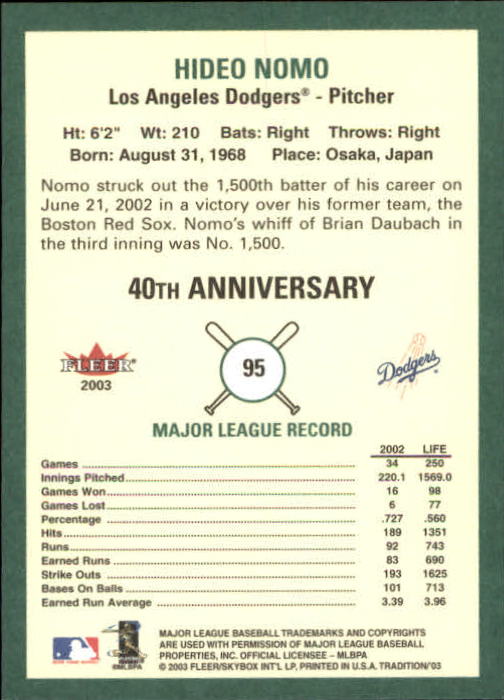 HIDEO NOMO
Los Angeles Dodgers® - Pitcher
Ht: 6'2" Wt: 210 Bats: Right Throws: Right
Born: August 31, 1968 Place: Osaka, Japan
Nomo struck out the 1,500th batter of his career on
June 21, 2002 in a victory over his former team, the
Boston Red Sox. Nomo's whiff of Brian Daubach in
the third inning was No. 1,500.
40TH ANNIVERSARY
FLEER
2003
95
Dodgers
MAJOR LEAGUE RECORD
2002 LIFE
Games 34 250
Innings Pitched 220.1 1569.0
Games Won 16 98
Games Lost 6 77
Percentage .727 .560
Hits 189 1351
Runs 92 743
Earned Runs 83 690
Strike Outs 193 1625
Bases On Balls 101 713
Earned Run Average 3.39 3.96
©MLBPA
MAJOR LEAGUE BASEBALL TRADEMARKS AND COPYRIGHTS
ARE USED WITH PERMISSION OF MAJOR LEAGUE BASEBALL
PROPERTIES, INC. OFFICIAL LICENSEE - MLBPA
© 2003 FLEER/SKYBOX INT'L LP, PRINTED IN U.S.A. TRADITION/'03